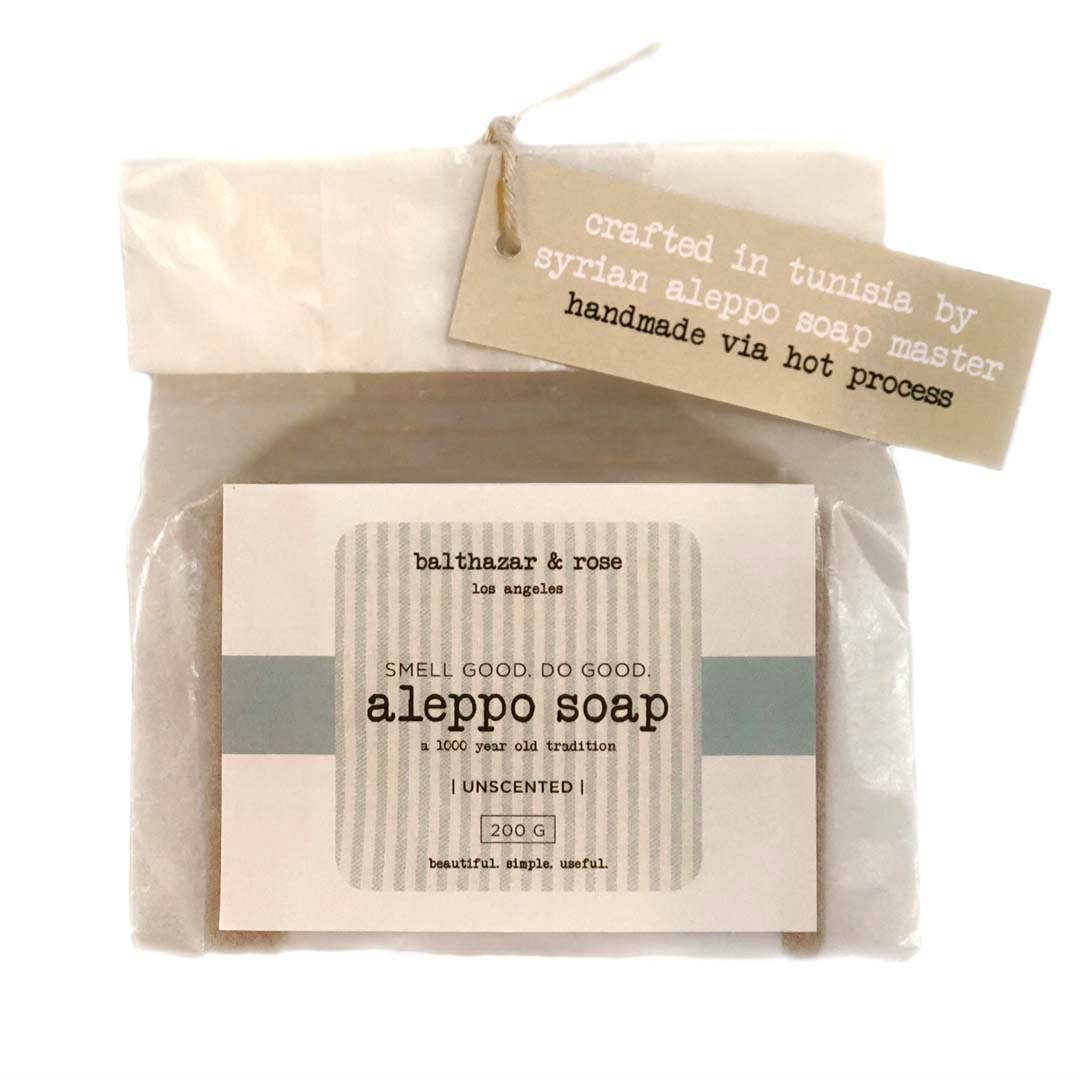 crafted in tunisia by
syrian aleppo soap master
handmade via hot process
balthazar & rose
los angeles
SMELL GOOD. DO GOOD.
aleppo soap
a 1000 year old tradition
| UNSCENTED |
200 G
beautiful. simple. useful.